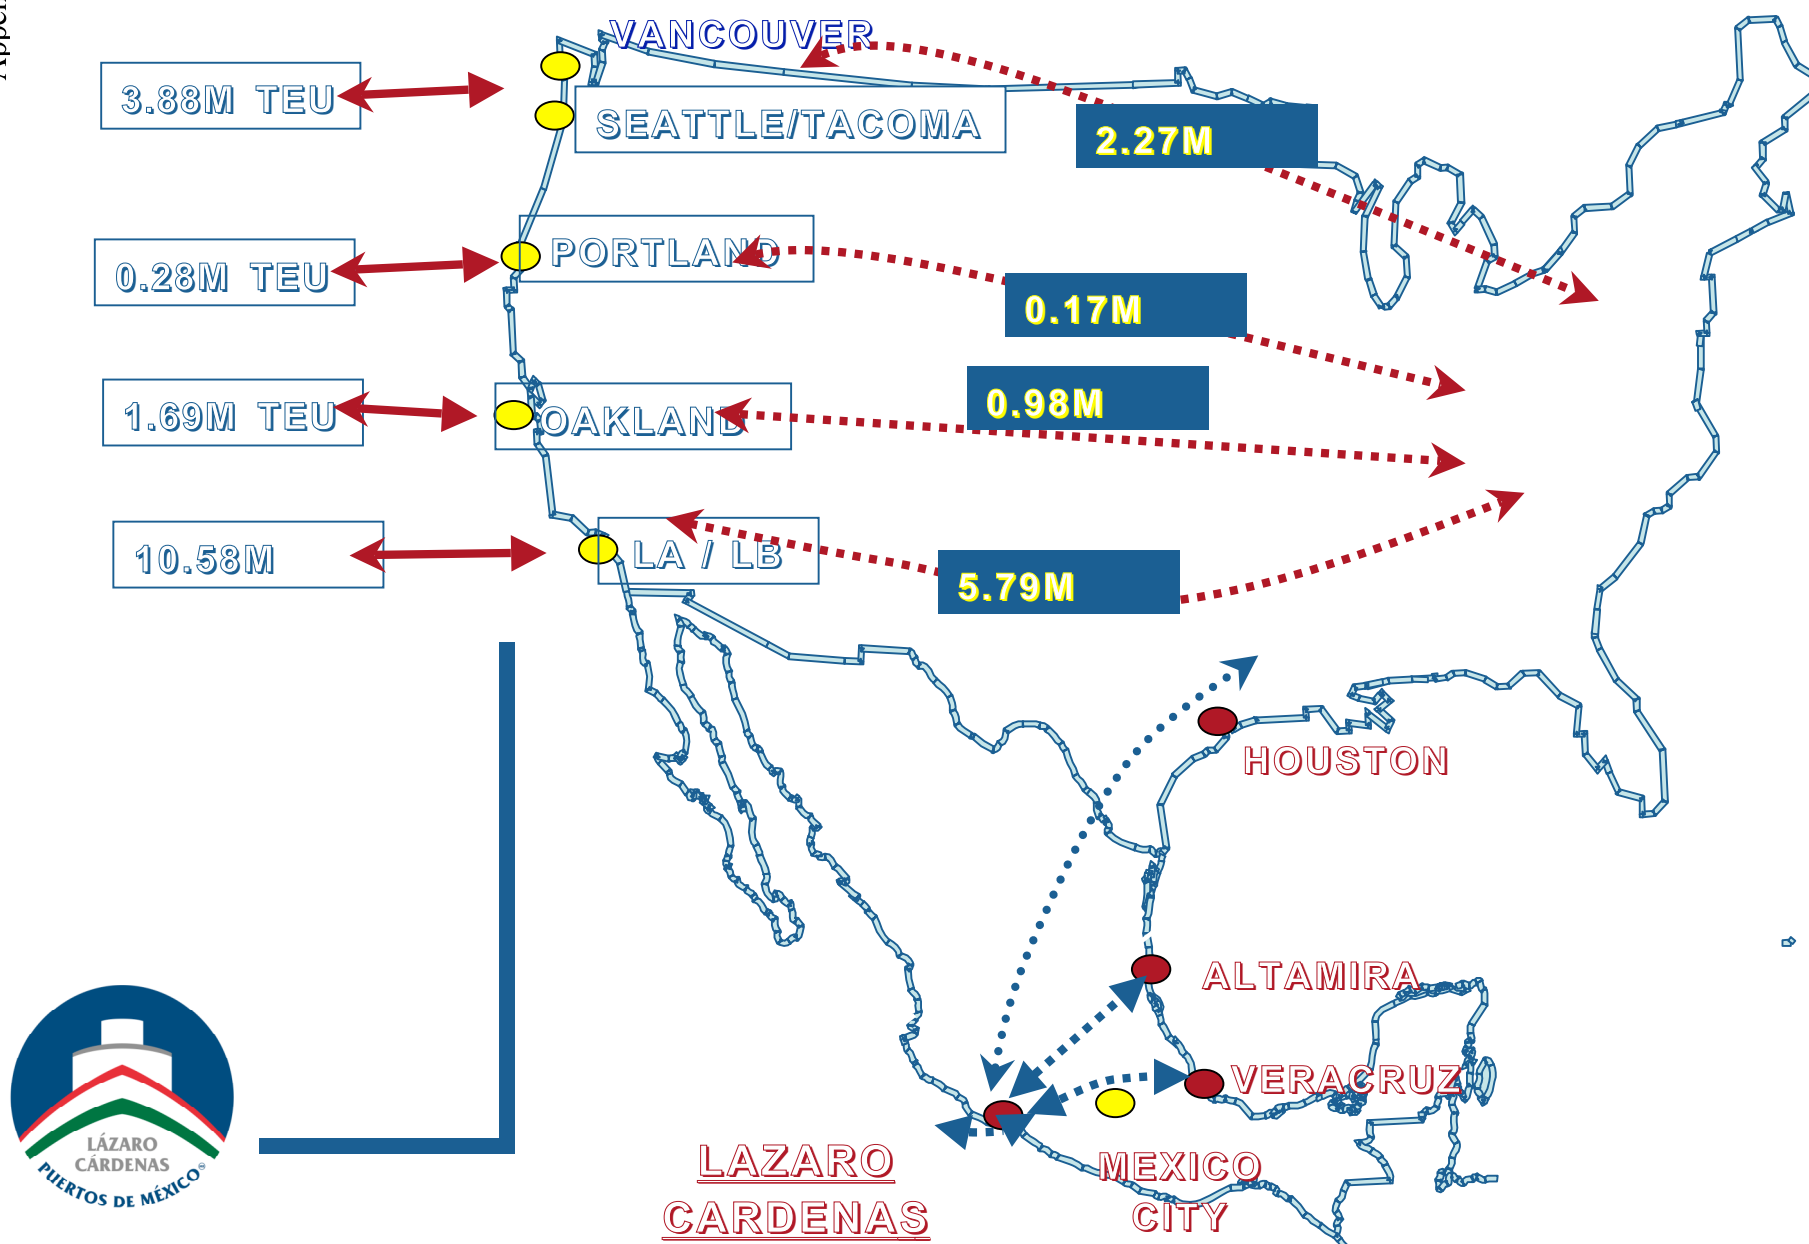 VANCOUVER
3.88M TEU
SEATTLE/TACOMA
2.27M
PORTLAND
0.28M TEU
0.17M
0.98M
1.69M TEU
OAKLAND
10.58M
LA / LB
5.79M
HOUSTON
ALTAMIRA
VERACRUZ
LÁZARO
CÁRDENAS
PUERTOS DE MÉXICO®
LAZARO
CARDENAS
MEXICO
CITY